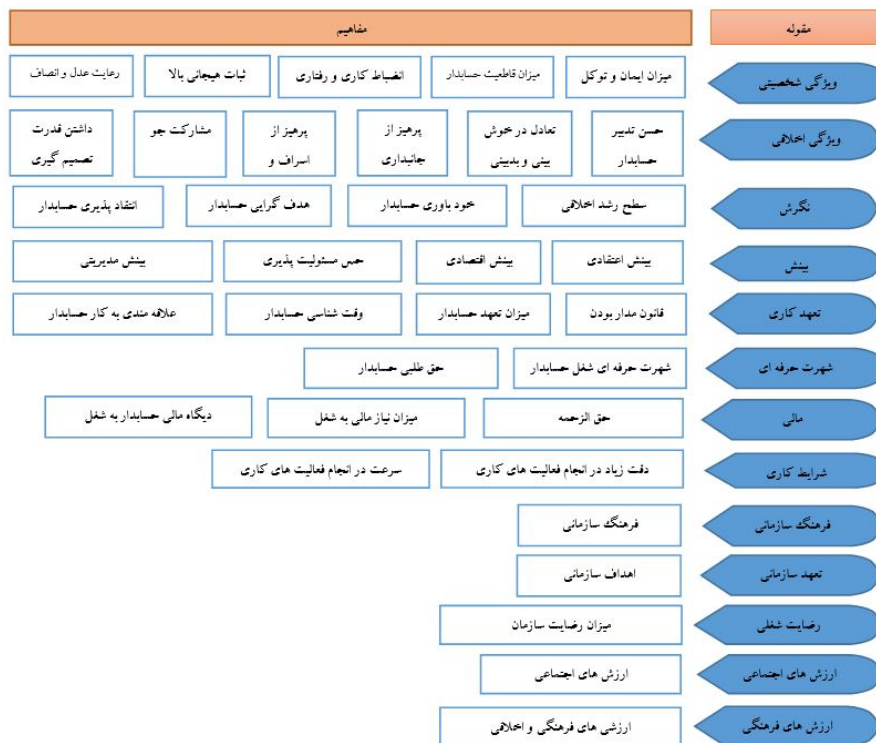 مقوله
مفاهیم
ویژگی شخصیتی
میزان ایمان و توکل
میزان قاطعیت حسابدار
انضباط کاری و رفتاری
ثبات هیجانی بالا
رعایت عدل و انصاف
ویژگی اخلاقی
حسن تدبیر
حسابدار
تعادل در خوش
بینی و بدبینی
پرهیز از
جانبداری
پرهیز از
اسراف و
مشارکت جو
داشتن قدرت
تصمیم گیری
نگرش
سطح رشد اخلاقی
خود باوری حسابدار
هدف گرایی حسابدار
انتقاد پذیری حسابدار
بینش
بینش اعتقادی
بینش اقتصادی
حس مسئولیت پذیری
بینش مدیریتی
تعهد کاری
قانون مدار بودن
میزان تعهد حسابدار
وقت شناسی حسابدار
علاقه مندی به کار حسابدار
شهرت حرفه ای
شهرت حرفه ای شغل حسابدار
حق طلبی حسابدار
مالی
حق الزحمه
میزان نیاز مالی به شغل
دیگاه مالی حسابدار به شغل
شرایط کاری
دقت زیاد در انجام فعالیت های کاری
سرعت در انجام فعالیت های کاری
فرهنگ سازمانی
فرهنگ سازمانی
تعهد سازمانی
اهداف سازمانی
رضایت شغلی
میزان رضایت سازمان
ارزش های اجتماعی
ارزش های اجتماعی
ارزش های فرهنگی
ارزشی های فرهنگی و اخلاقی